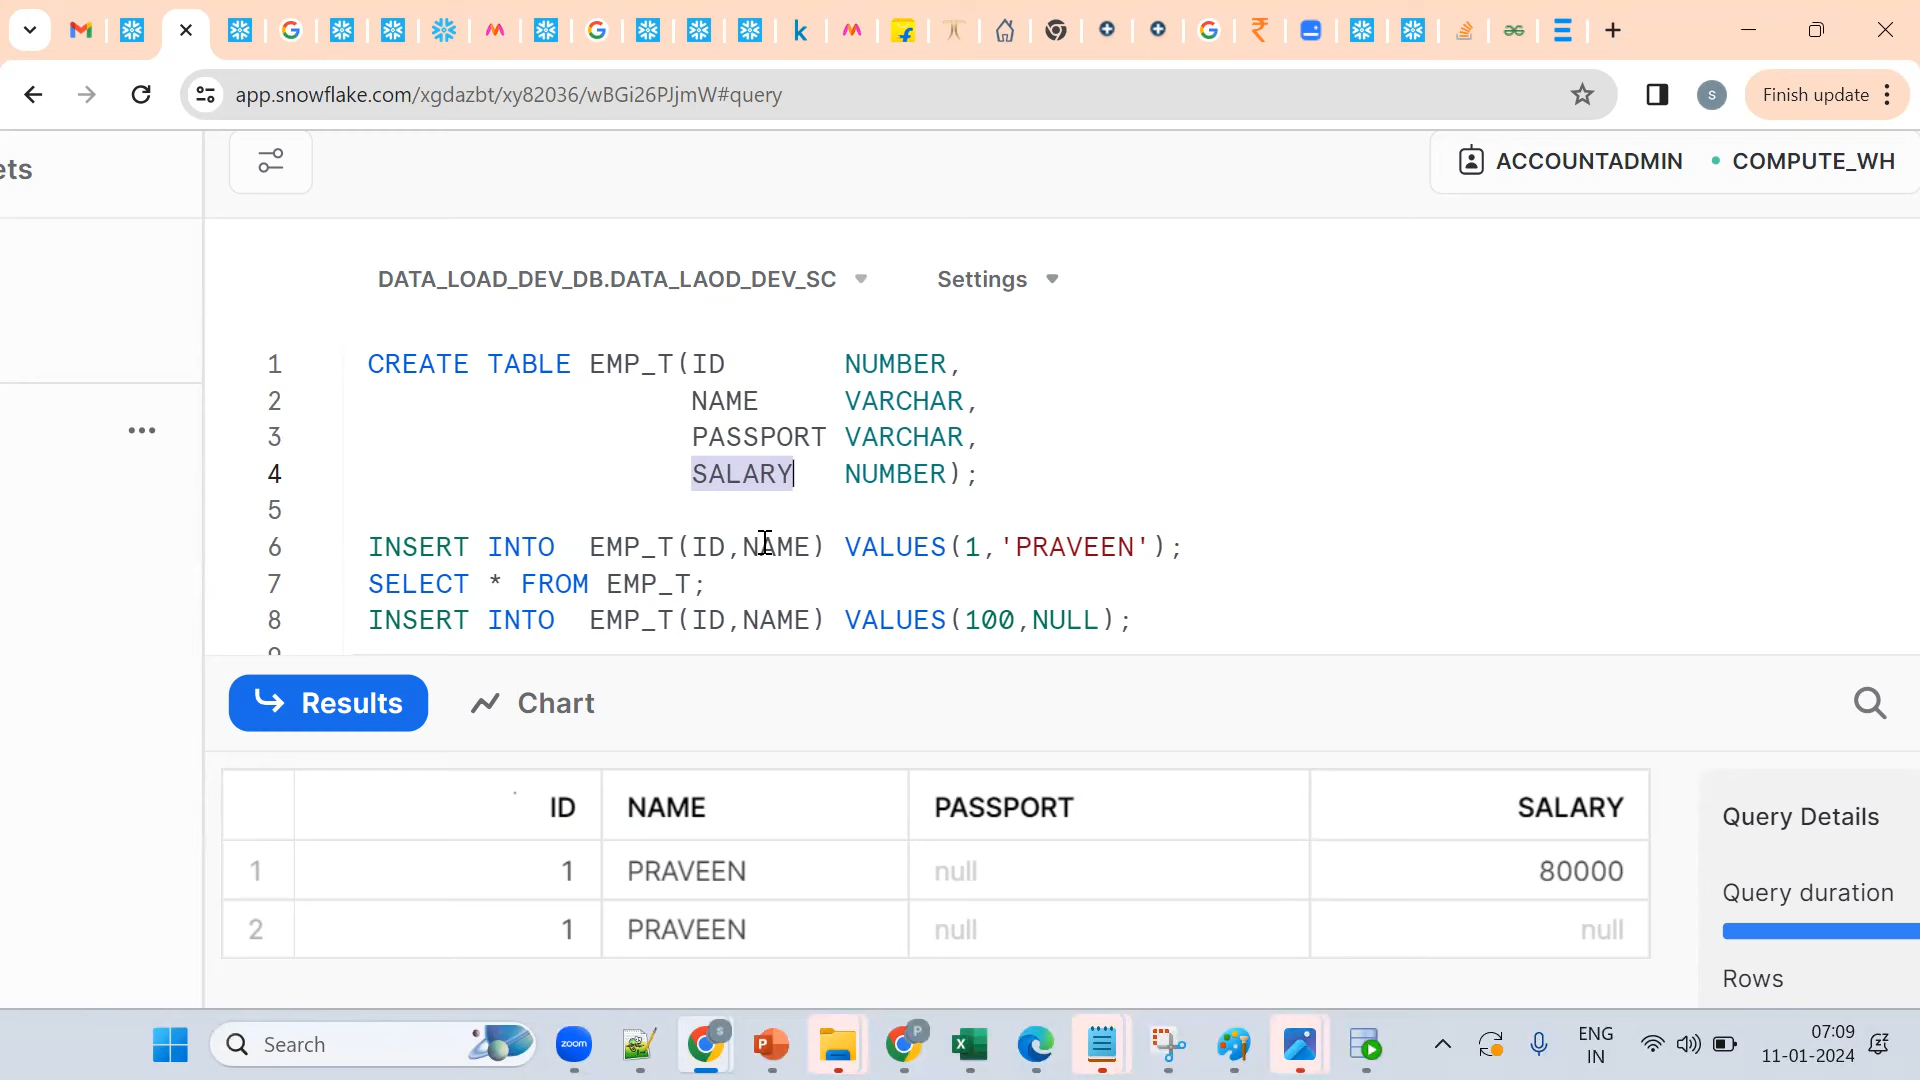 app.snowflake.com/xgdazbt/xy82036/wBGi26PJjmW#query
S
Finish update
ets
ACCOUNTADMIN
COMPUTE_WH
DATA_LOAD_DEV_DB.DATA_LAOD_DEV_SC
Settings
1 CREATE TABLE EMP_T(ID NUMBER,
2 NAME VARCHAR,
3 PASSPORT VARCHAR,
4 SALARY NUMBER);
5
6 INSERT INTO EMP_T(ID,NAME) VALUES(1,'PRAVEEN');
7 SELECT * FROM EMP_T;
8 INSERT INTO EMP_T(ID,NAME) VALUES(100,NULL);
Results
Chart
ID NAME PASSPORT SALARY
1 1 PRAVEEN null 80000
2 1 PRAVEEN null null
Query Details
Query duration
Rows
Search
zoom
ENG
IN
07:09
11-01-2024